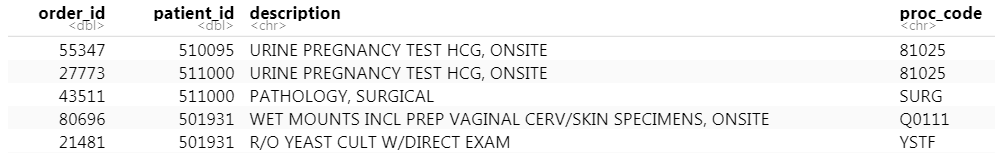 order_id patient_id description proc_code
<dbl> <dbl> <chr> <chr>
55347 510095 URINE PREGNANCY TEST HCG, ONSITE 81025
27773 511000 URINE PREGNANCY TEST HCG, ONSITE 81025
43511 511000 PATHOLOGY, SURGICAL SURG
80696 501931 WET MOUNTS INCL PREP VAGINAL CERV/SKIN SPECIMENS, ONSITE Q0111
21481 501931 R/O YEAST CULT W/DIRECT EXAM YSTF